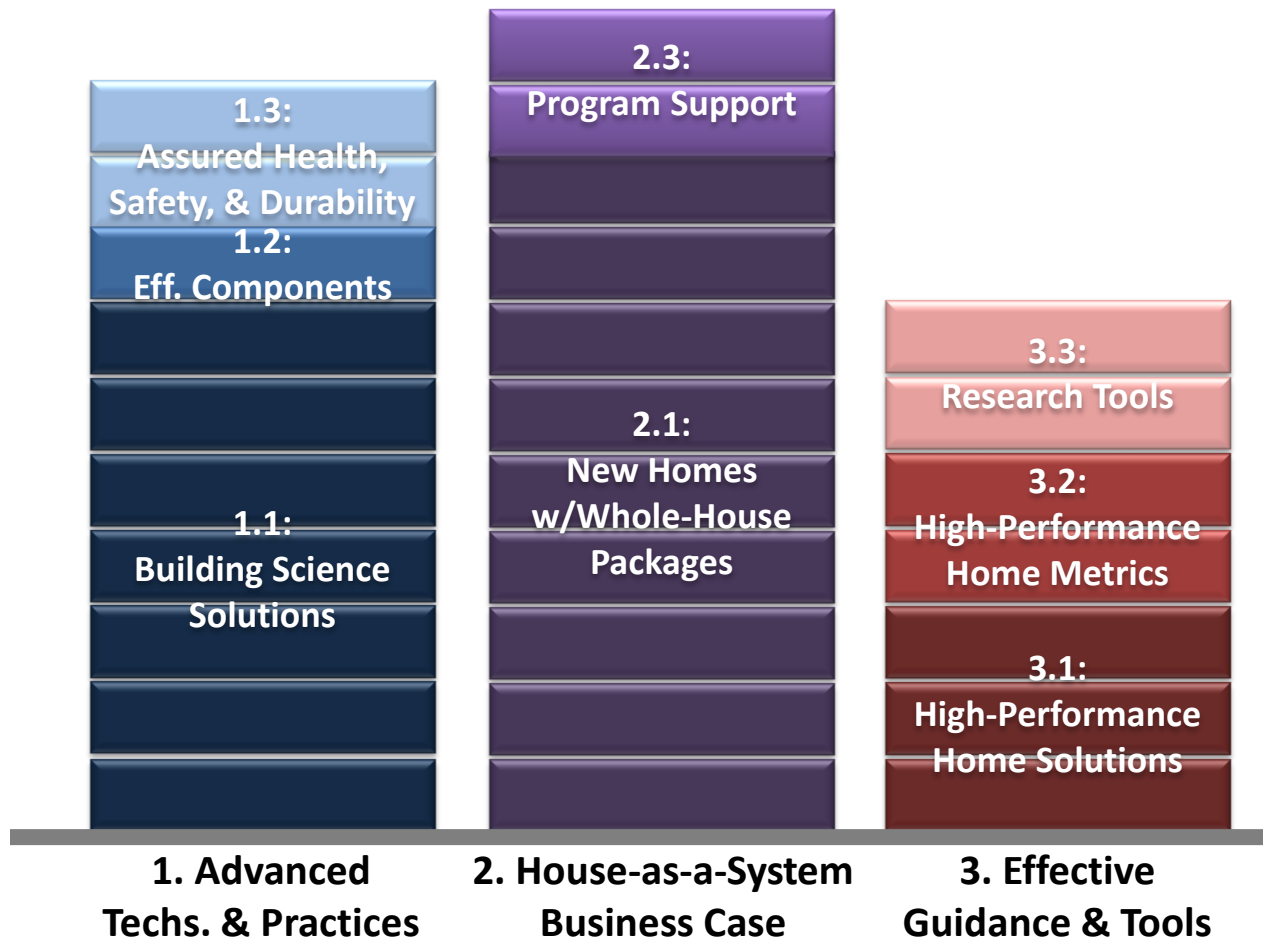 1.3:
Assured Health,
Safety, & Durability
1.2:
Eff. Components
1.1:
Building Science
Solutions
1. Advanced
Techs. & Practices
2.3:
Program Support
2.1:
New Homes
w/Whole-House
Packages
2. House-as-a-System
Business Case
3.3:
Research Tools
3.2:
High-Performance
Home Metrics
3.1:
High-Performance
Home Solutions
3. Effective
Guidance & Tools